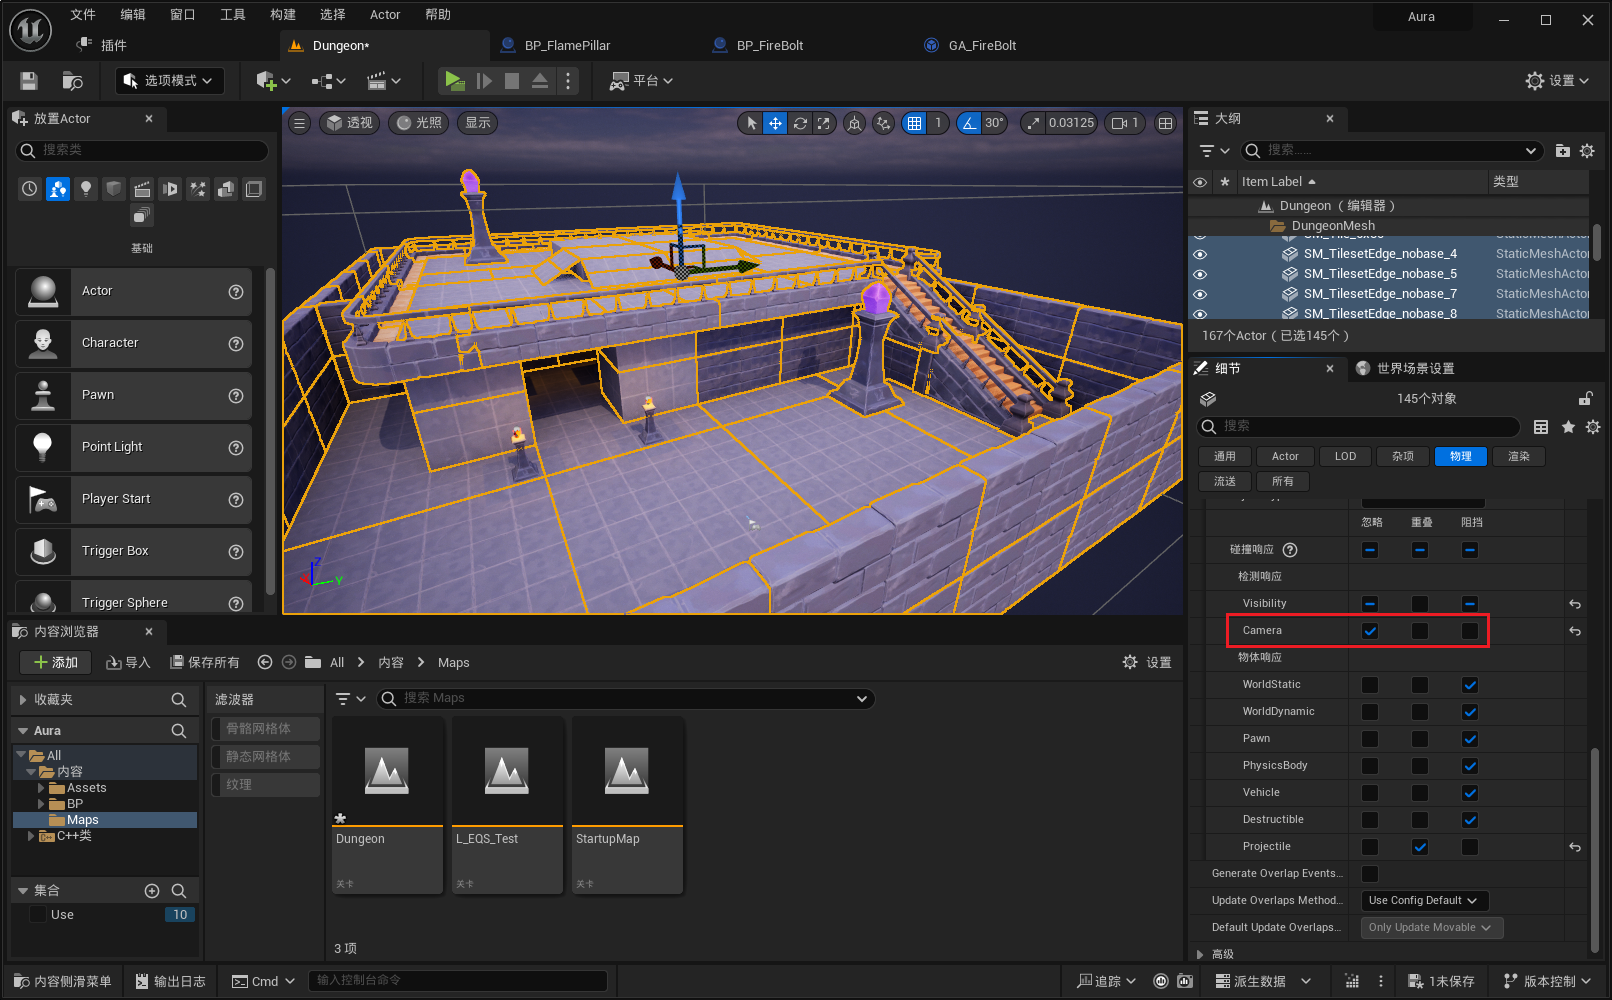 文件 编辑 窗口 工具 构建 选择 Actor 帮助
Aura
插件
Dungeon*
BP_FlamePillar
BP_FireBolt
GA_FireBolt
选项模式
平台
设置
放置Actor
搜索类
基础
Actor
Character
Pawn
Point Light
Player Start
Trigger Box
Trigger Sphere
透视
光照
显示
1
30°
0.03125
1
Z
Y
大纲
搜索......
Item Label
类型
Dungeon（编辑器）
DungeonMesh
SM_TilesetEdge_nobase_4 StaticMeshActor
SM_TilesetEdge_nobase_5 StaticMeshActor
SM_TilesetEdge_nobase_7 StaticMeshActor
SM_TilesetEdge_nobase_8 StaticMeshActor
167个Actor（已选145个）
细节
世界场景设置
145个对象
搜索
通用 Actor LOD 杂项 物理 渲染
流送 所有
忽略 重叠 阻挡
碰撞响应
检测响应
Visibility
Camera
物体响应
WorldStatic
WorldDynamic
Pawn
PhysicsBody
Vehicle
Destructible
Projectile
Generate Overlap Events...
Update Overlaps Method... Use Config Default
Default Update Overlaps... Only Update Movable
高级
内容浏览器
添加 导入 保存所有 All 内容 Maps 设置
收藏夹
Aura
All
内容
Assets
BP
Maps
C++类
集合
Use 10
滤波器
骨骼网格体
静态网格体
纹理
搜索 Maps
Dungeon
关卡
L_EQS_Test
关卡
StartupMap
关卡
3 项
内容侧滑菜单 输出日志 Cmd 输入控制台命令 追踪 派生数据 1未保存 版本控制